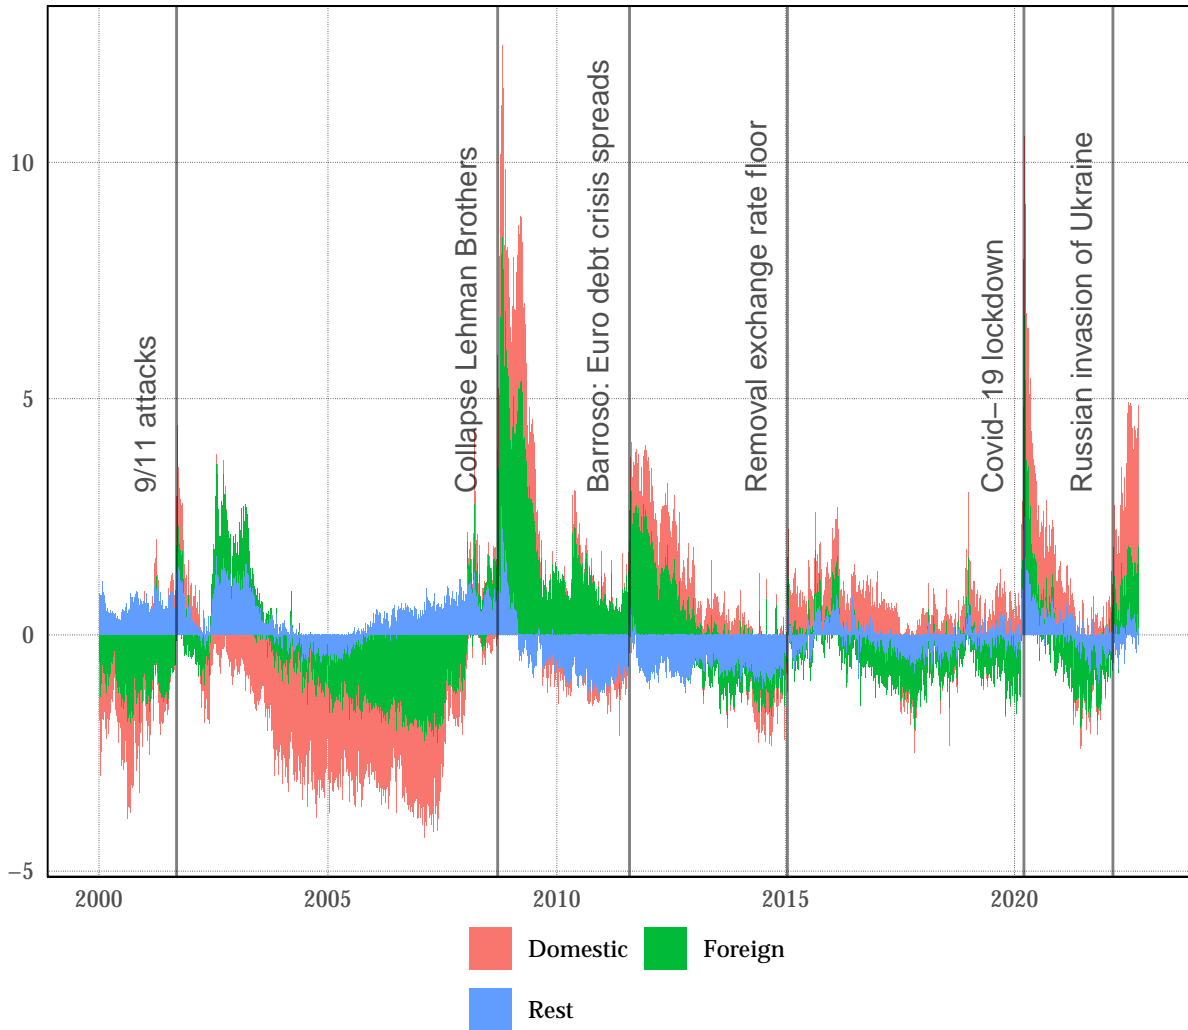 10
5
0
−5
9/11 attacks
Collapse Lehman Brothers
Barroso: Euro debt crisis spreads
Removal exchange rate floor
Covid−19 lockdown
Russian invasion of Ukraine
2000
2005
2010
2015
2020
Domestic
Foreign
Rest